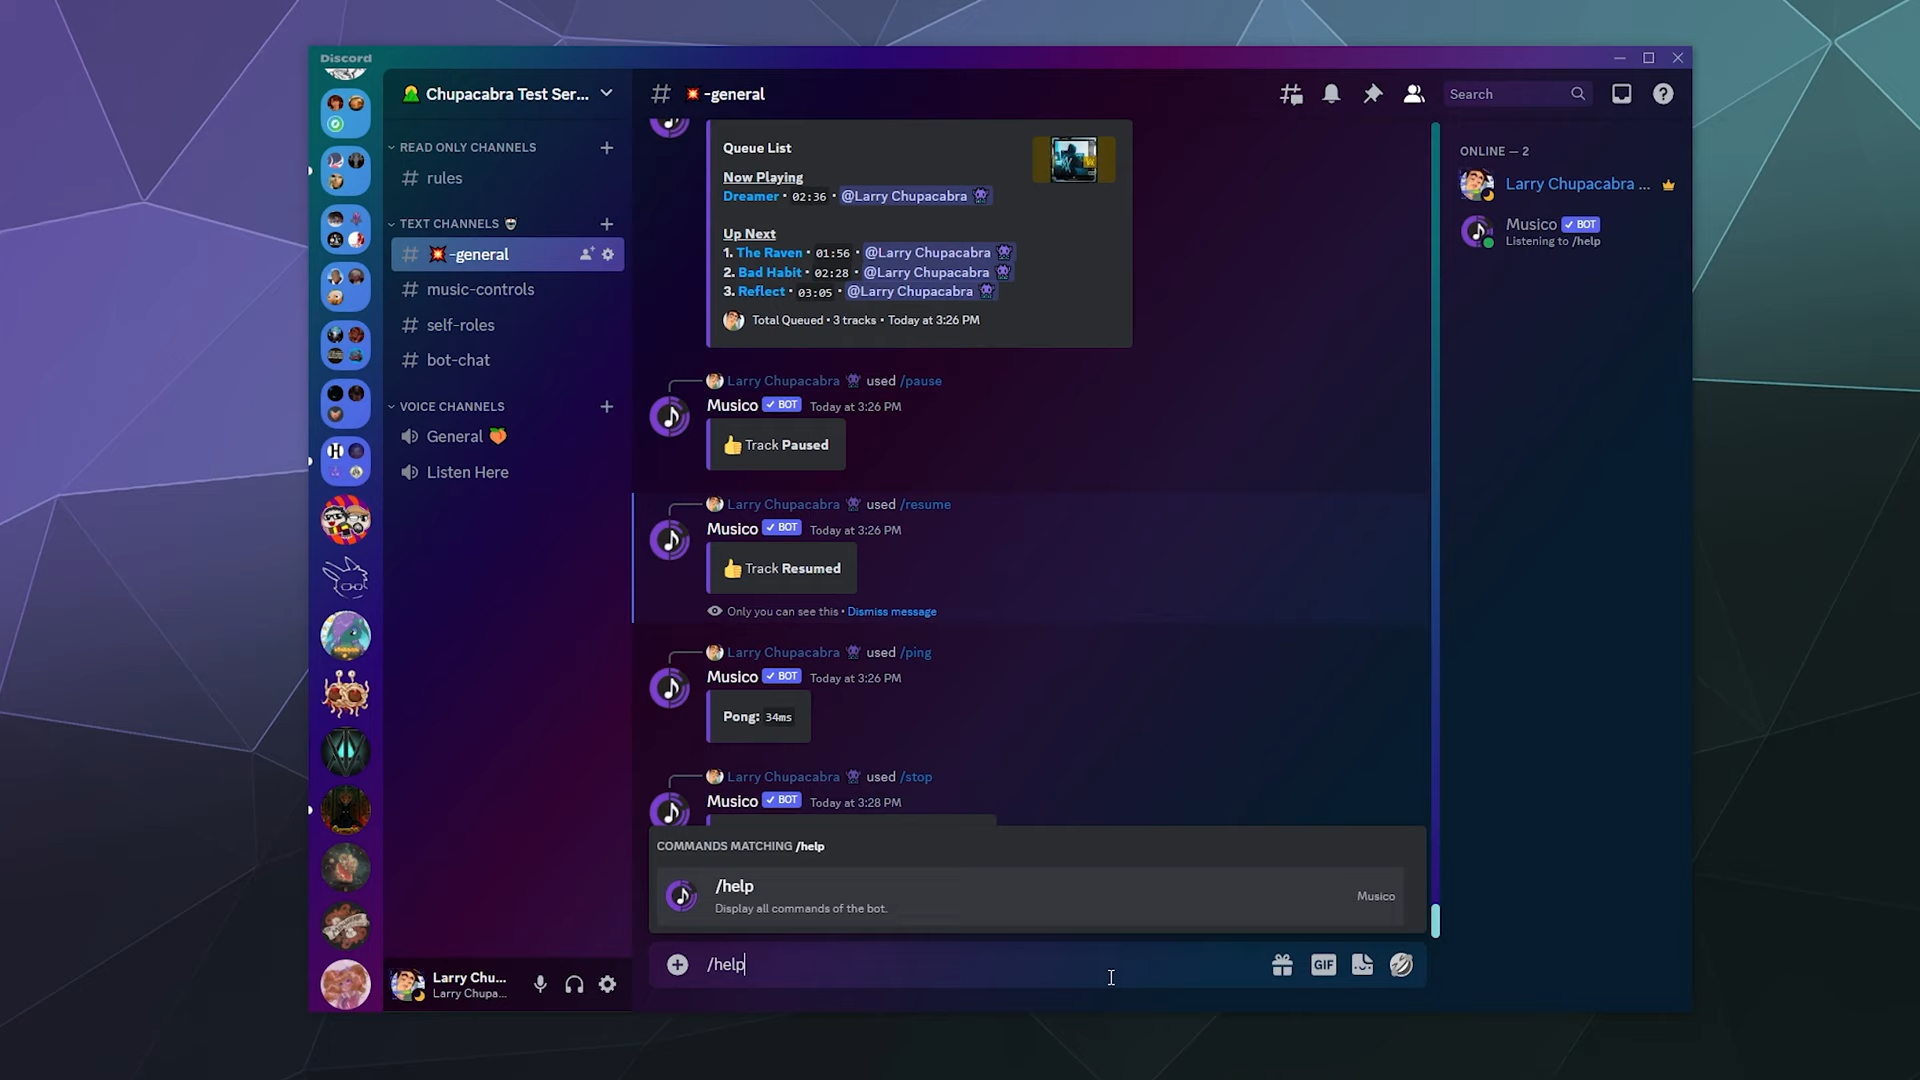 Discord
Chupacabra Test Ser...
READ ONLY CHANNELS
rules
TEXT CHANNELS
-general
music-controls
self-roles
bot-chat
VOICE CHANNELS
General
Listen Here
Larry Chu...
Larry Chupa...
-general
Search
Queue List
Now Playing
Dreamer • 02:36 • @Larry Chupacabra
Up Next
1. The Raven • 01:56 • @Larry Chupacabra
2. Bad Habit • 02:28 • @Larry Chupacabra
3. Reflect • 03:05 • @Larry Chupacabra
Total Queued • 3 tracks • Today at 3:26 PM
Larry Chupacabra used /pause
Musico ✓ BOT Today at 3:26 PM
Track Paused
Larry Chupacabra used /resume
Musico ✓ BOT Today at 3:26 PM
Track Resumed
Only you can see this • Dismiss message
Larry Chupacabra used /ping
Musico ✓ BOT Today at 3:26 PM
Pong: 34ms
Larry Chupacabra used /stop
Musico ✓ BOT Today at 3:28 PM
COMMANDS MATCHING /help
/help
Display all commands of the bot.
Musico
/help
GIF
ONLINE — 2
Larry Chupacabra ...
Musico ✓ BOT
Listening to /help